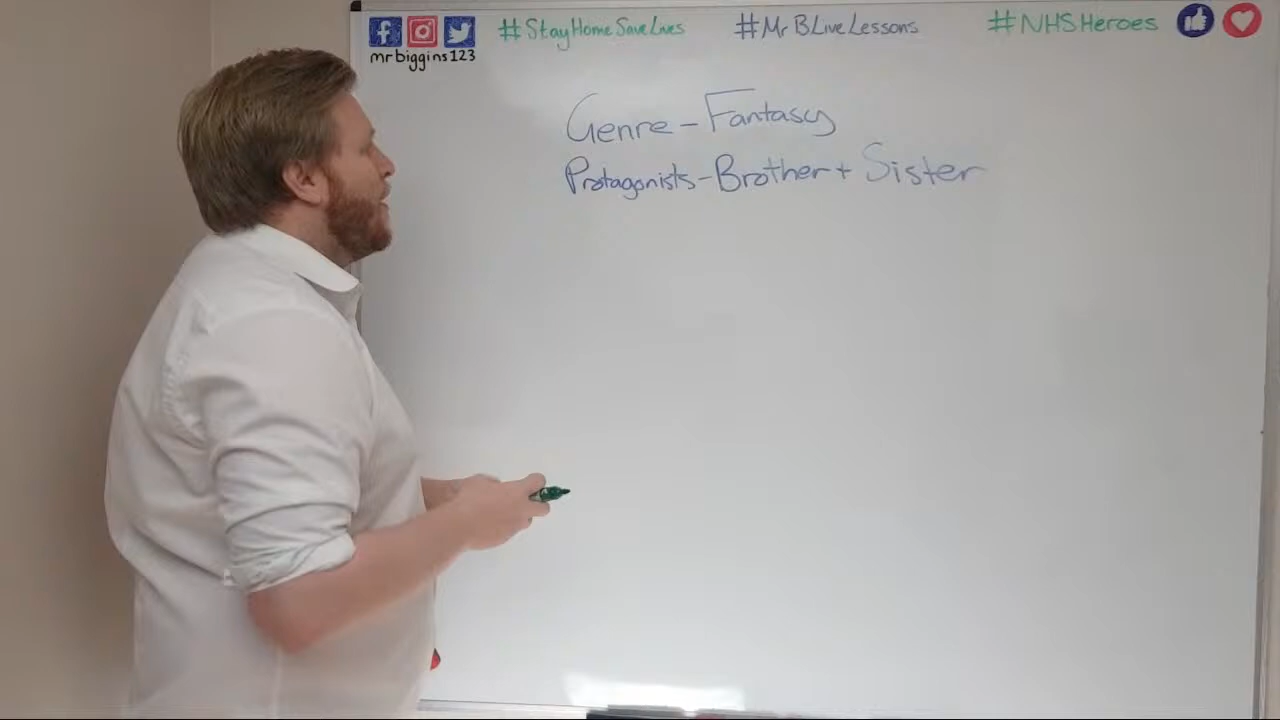 #StayHomeSaveLives #MrBLiveLessons #NHSHeroes
mrbiggins123
Genre - Fantasy
Protagonists - Brother + Sister